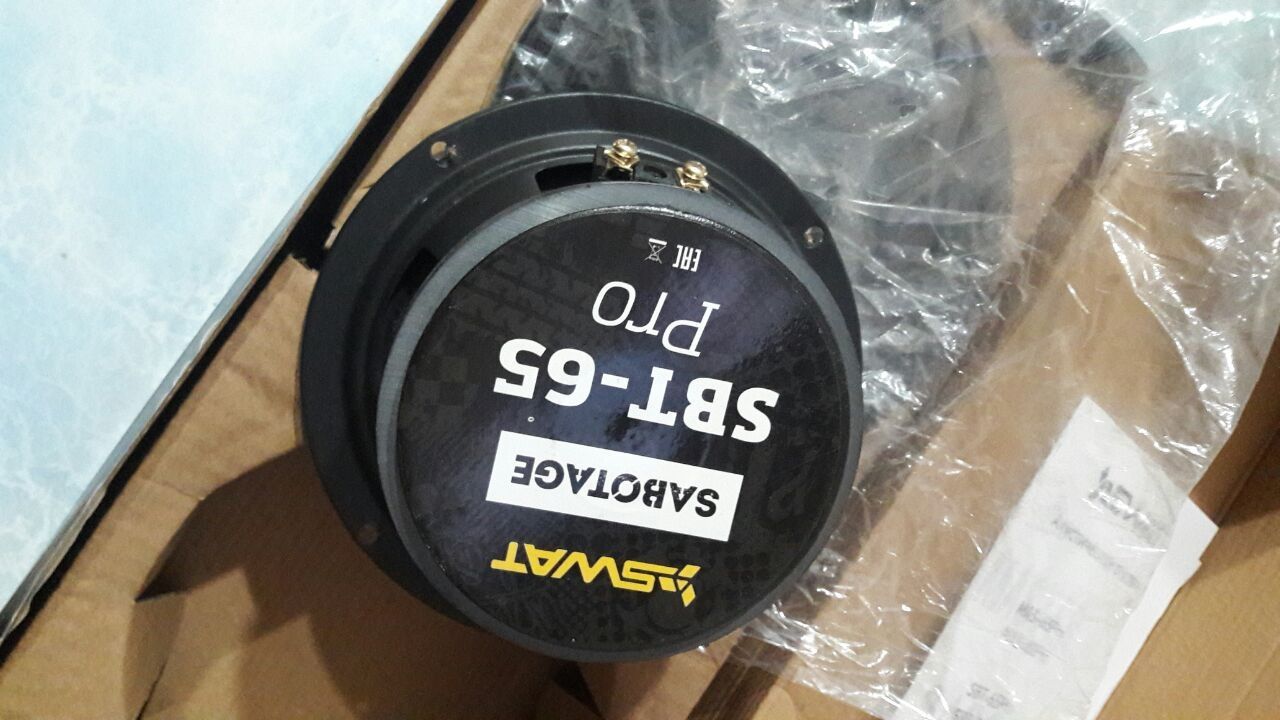 SWAT
SABOTAGE
SBT-65
Pro
EAC